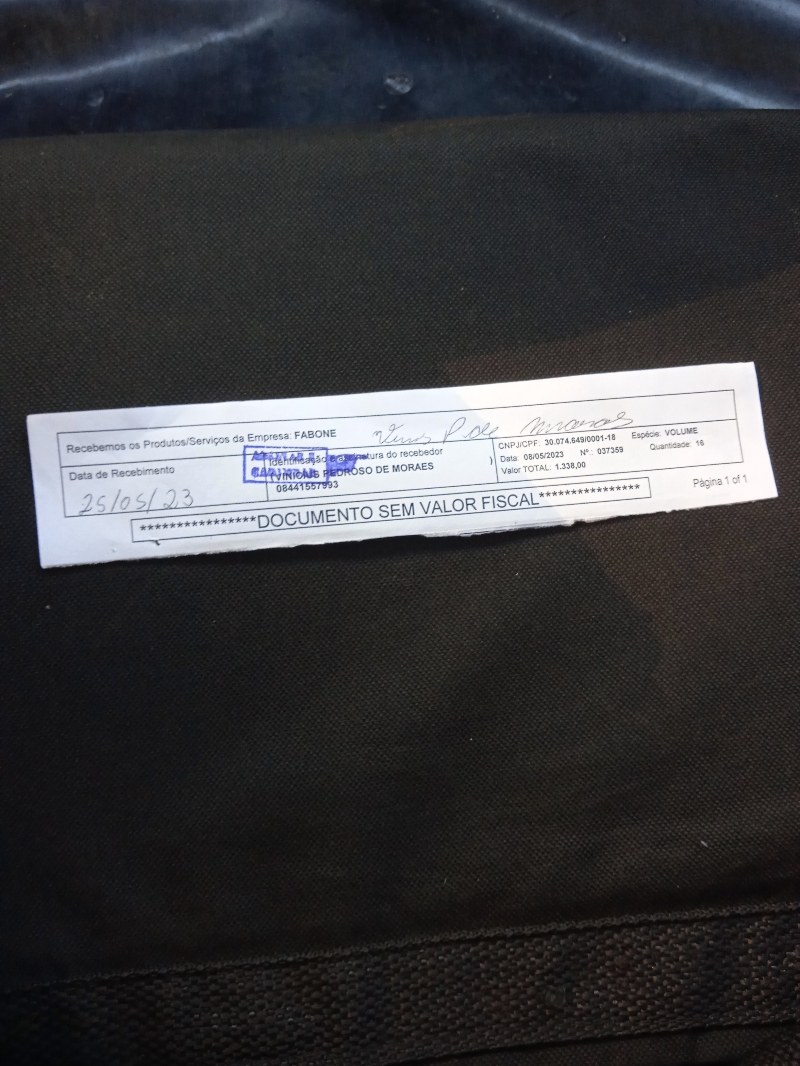 Recebemos os Produtos/Serviços da Empresa: FABONE
Data de Recebimento
25/05/23
Identificação e assinatura do recebedor
(VINICIUS PEDROSO DE MORAES )
08441557993
CNPJ/CPF: 30.074.649/0001-18 Espécie: VOLUME
Data: 08/05/2023 Nº.: 037359 Quantidade: 16
Valor TOTAL: 1.338,00
****************DOCUMENTO SEM VALOR FISCAL****************
Página 1 of 1